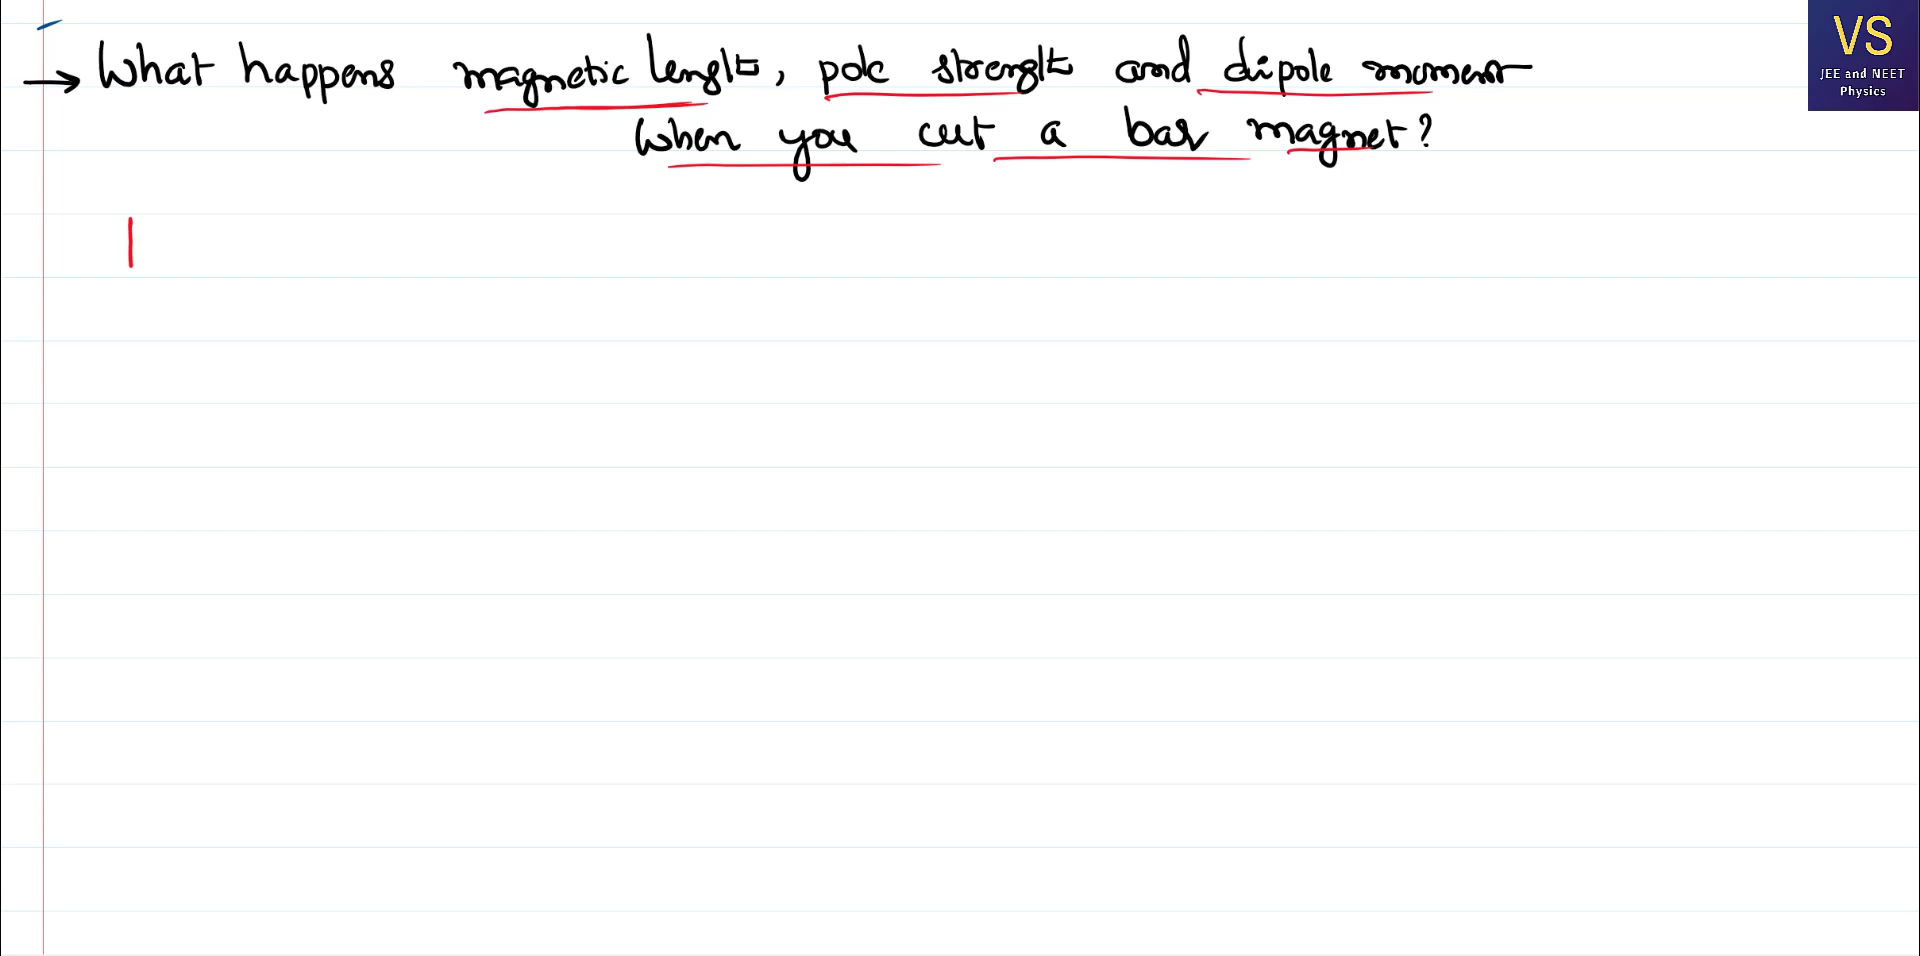 → What happens magnetic length, pole strength and dipole moment
when you cut a bar magnet?
VS
JEE and NEET
Physics